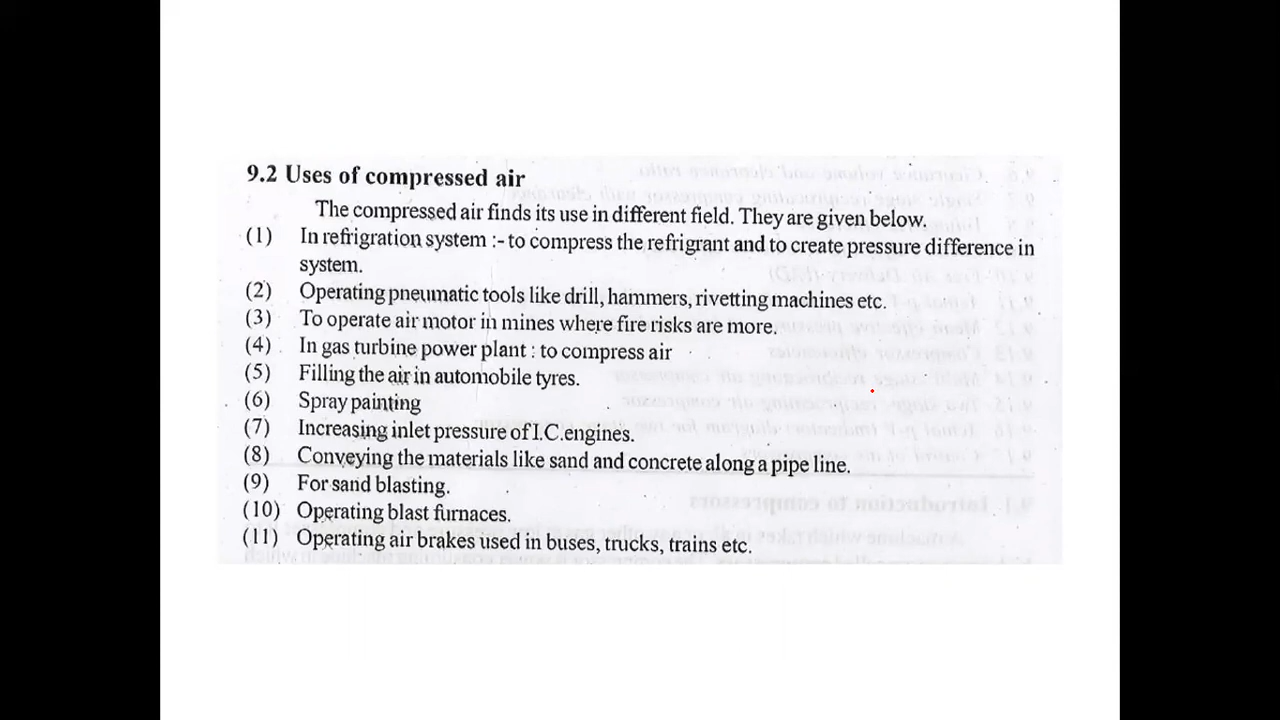 9.2 Uses of compressed air
The compressed air finds its use in different field. They are given below.
(1) In refrigration system :- to compress the refrigrant and to create pressure difference in
system.
(2) Operating pneumatic tools like drill, hammers, rivetting machines etc.
(3) To operate air motor in mines where fire risks are more.
(4) In gas turbine power plant : to compress air
(5) Filling the air in automobile tyres.
(6) Spray painting
(7) Increasing inlet pressure of I.C.engines.
(8) Conveying the materials like sand and concrete along a pipe line.
(9) For sand blasting.
(10) Operating blast furnaces.
(11) Operating air brakes used in buses, trucks, trains etc.